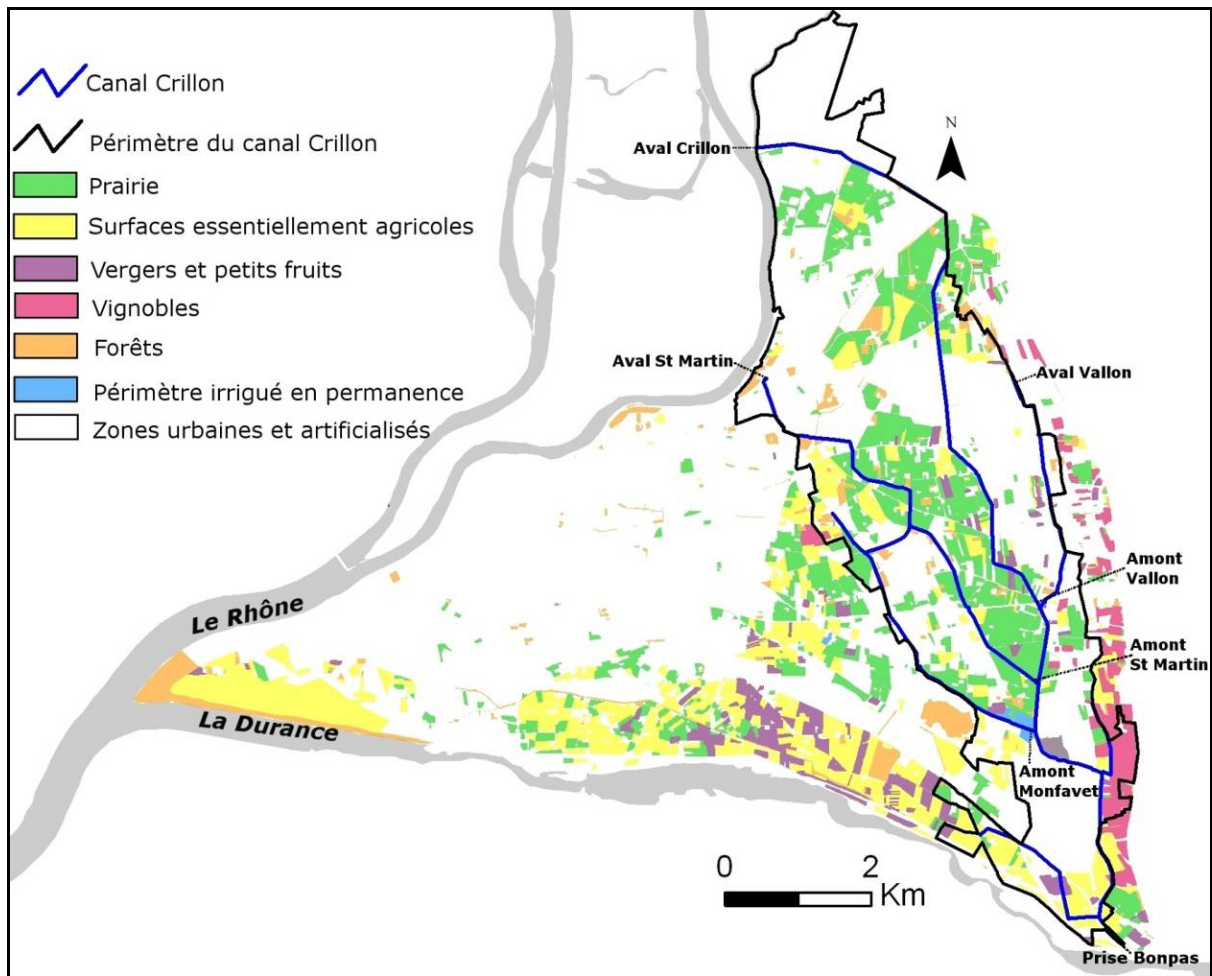 Canal Crillon
Périmètre du canal Crillon
Prairie
Surfaces essentiellement agricoles
Vergers et petits fruits
Vignobles
Forêts
Périmètre irrigué en permanence
Zones urbaines et artificialisés
N
Aval Crillon
Aval St Martin
Aval Vallon
Amont
Vallon
Amont
St Martin
Amont
Monfavet
Prise Bonpas
Le Rhône
La Durance
0 2
Km